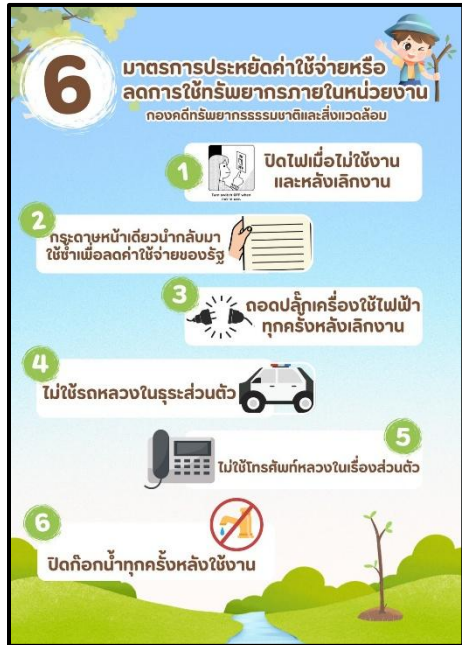 6
มาตรการประหยัดค่าใช้จ่ายหรือ
ลดการใช้ทรัพยากรภายในหน่วยงาน
กองคดีทรัพยากรธรรมชาติและสิ่งแวดล้อม
1
ปิดไฟเมื่อไม่ใช้งาน
และหลังเลิกงาน
2
กระดาษหน้าเดียวนำกลับมา
ใช้ซ้ำเพื่อลดค่าใช้จ่ายของรัฐ
3
ถอดปลั๊กเครื่องใช้ไฟฟ้า
ทุกครั้งหลังเลิกงาน
4
ไม่ใช้รถหลวงในธุระส่วนตัว
5
ไม่ใช้โทรศัพท์หลวงในเรื่องส่วนตัว
6
ปิดก๊อกน้ำทุกครั้งหลังใช้งาน